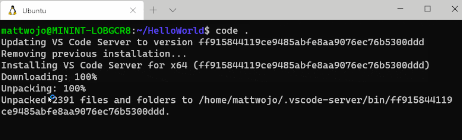 Ubuntu
mattwojo@MININT-LOBGCR8:~/HelloWorld$ code .
Updating VS Code Server to version ff915844119ce9485abfe8aa9076ec76b5300ddd
Removing previous installation...
Installing VS Code Server for x64 (ff915844119ce9485abfe8aa9076ec76b5300ddd)
Downloading: 100%
Unpacking: 100%
Unpacked 2391 files and folders to /home/mattwojo/.vscode-server/bin/ff915844119
ce9485abfe8aa9076ec76b5300ddd.